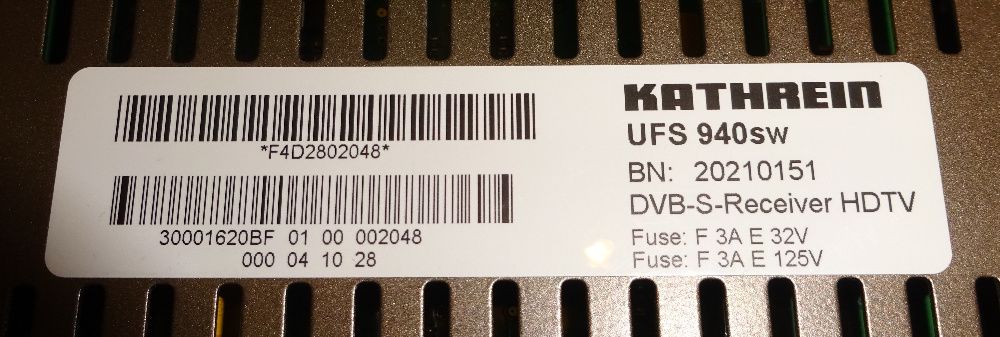 *F4D2802048*
30001620BF 01 00 002048
000 04 10 28
KATHREIN
UFS 940sw
BN: 20210151
DVB-S-Receiver HDTV
Fuse: F 3A E 32V
Fuse: F 3A E 125V